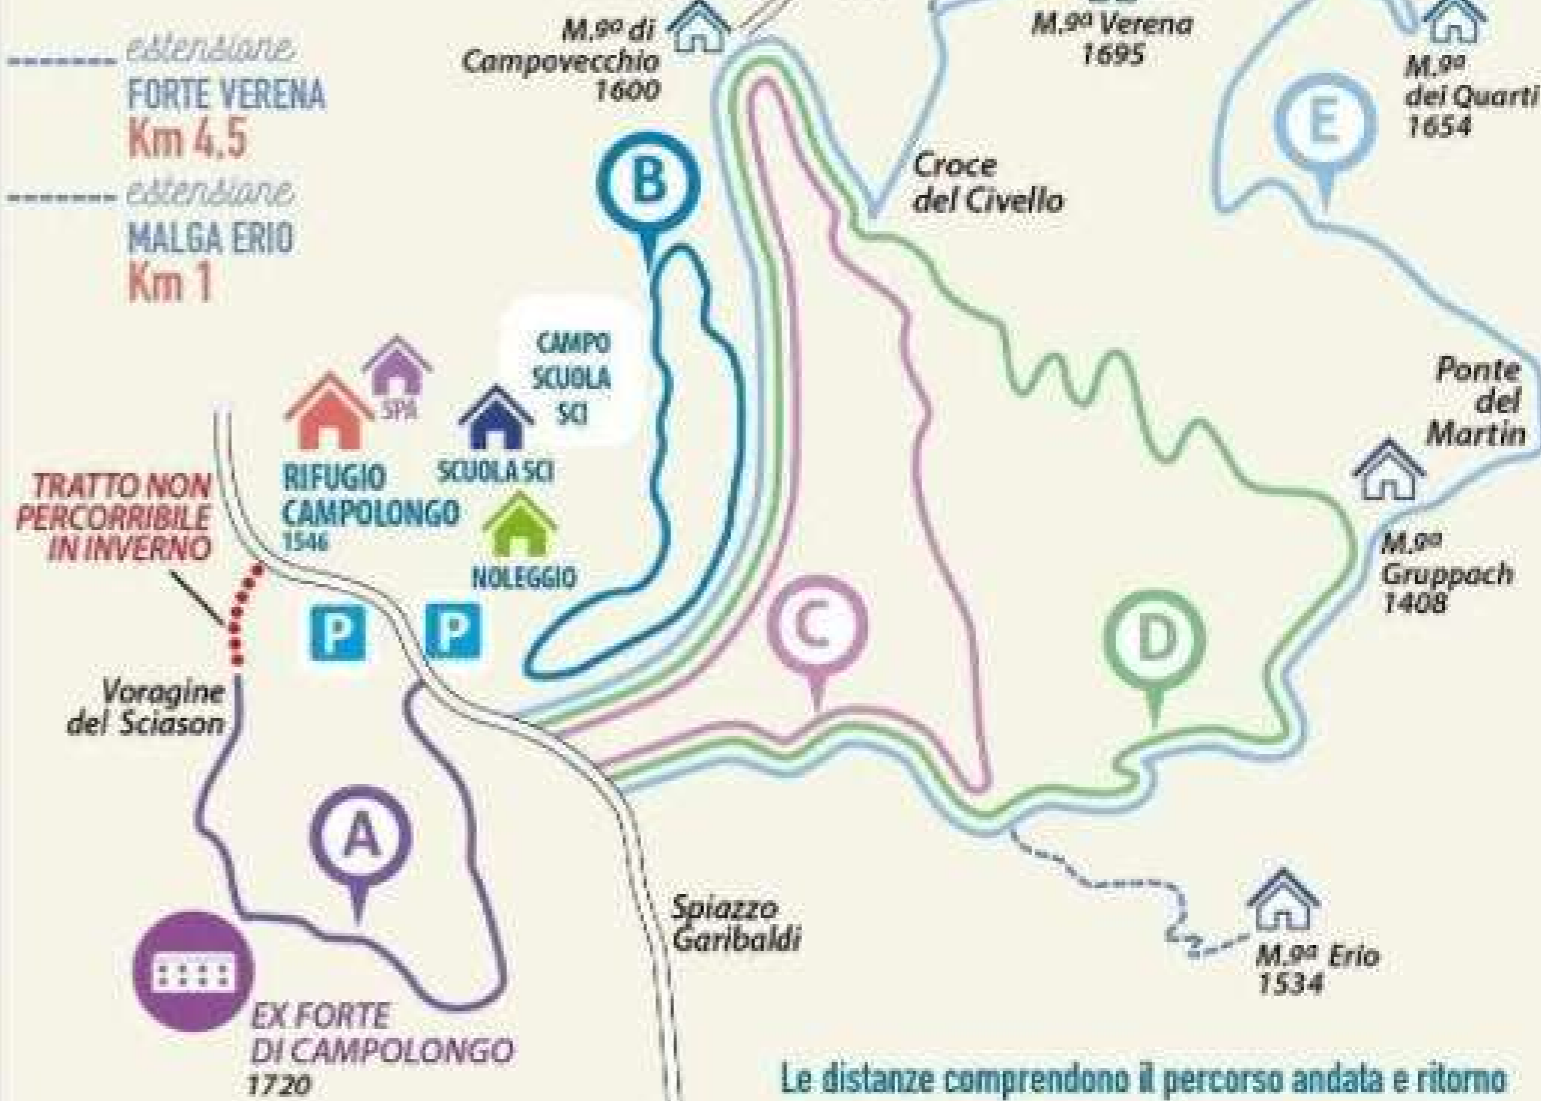 estensione
FORTE VERENA
Km 4.5
estensione
MALGA ERIO
Km 1
M.ga di
Campovecchio
1600
M.ga Verena
1695
M.ga
dei Quarti
1654
E
B
Croce
del Civello
CAMPO
SCUOLA
SCI
SPA
RIFUGIO
CAMPOLONGO
1546
SCUOLA SCI
NOLEGGIO
Ponte
del
Martin
TRATTO NON
PERCORRIBILE
IN INVERNO
M.ga
Gruppach
1408
P
P
C
D
Voragine
del Sciason
A
Spiazzo
Garibaldi
M.ga Erio
1534
EX FORTE
DI CAMPOLONGO
1720
Le distanze comprendono il percorso andata e ritorno